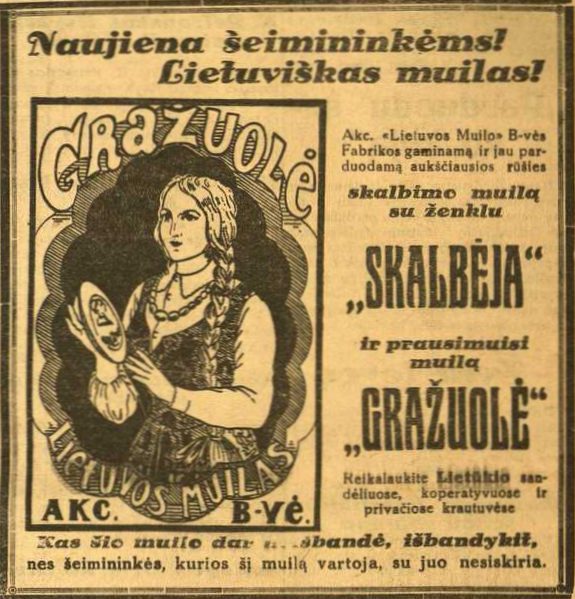 Naujiena šeimininkėms!
Lietuviškas muilas!
GRAŽUOLĖ
LIETUVOS MUILAS
AKC. B-VĖ.
Akc. «Lietuvos Muilo» B-vės
Fabrikos gaminamą ir jau par-
duodamą aukščiausios rūšies
skalbimo muilą
su ženklu
„SKALBĖJA“
ir prausimuisi
muilą
„GRAŽUOLĖ“
Reikalaukite Lietūkio san-
dėliuose, koperatyvuose ir
privačiose krautuvėse
Kas šio muilo dar išbandykit,
nes šeimininkės, kurios šį muilą vartoja, su juo nesiskiria.